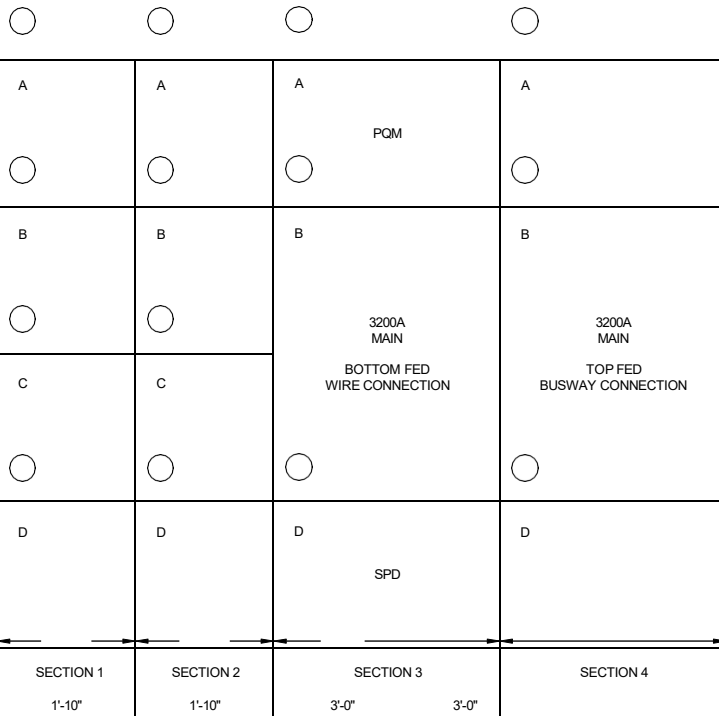 A A A A
PQM
B B B B
3200A 3200A
MAIN MAIN
BOTTOM FED TOP FED
WIRE CONNECTION BUSWAY CONNECTION
C C
D D D D
SPD
SECTION 1 SECTION 2 SECTION 3 SECTION 4
1'-10" 1'-10" 3'-0" 3'-0"